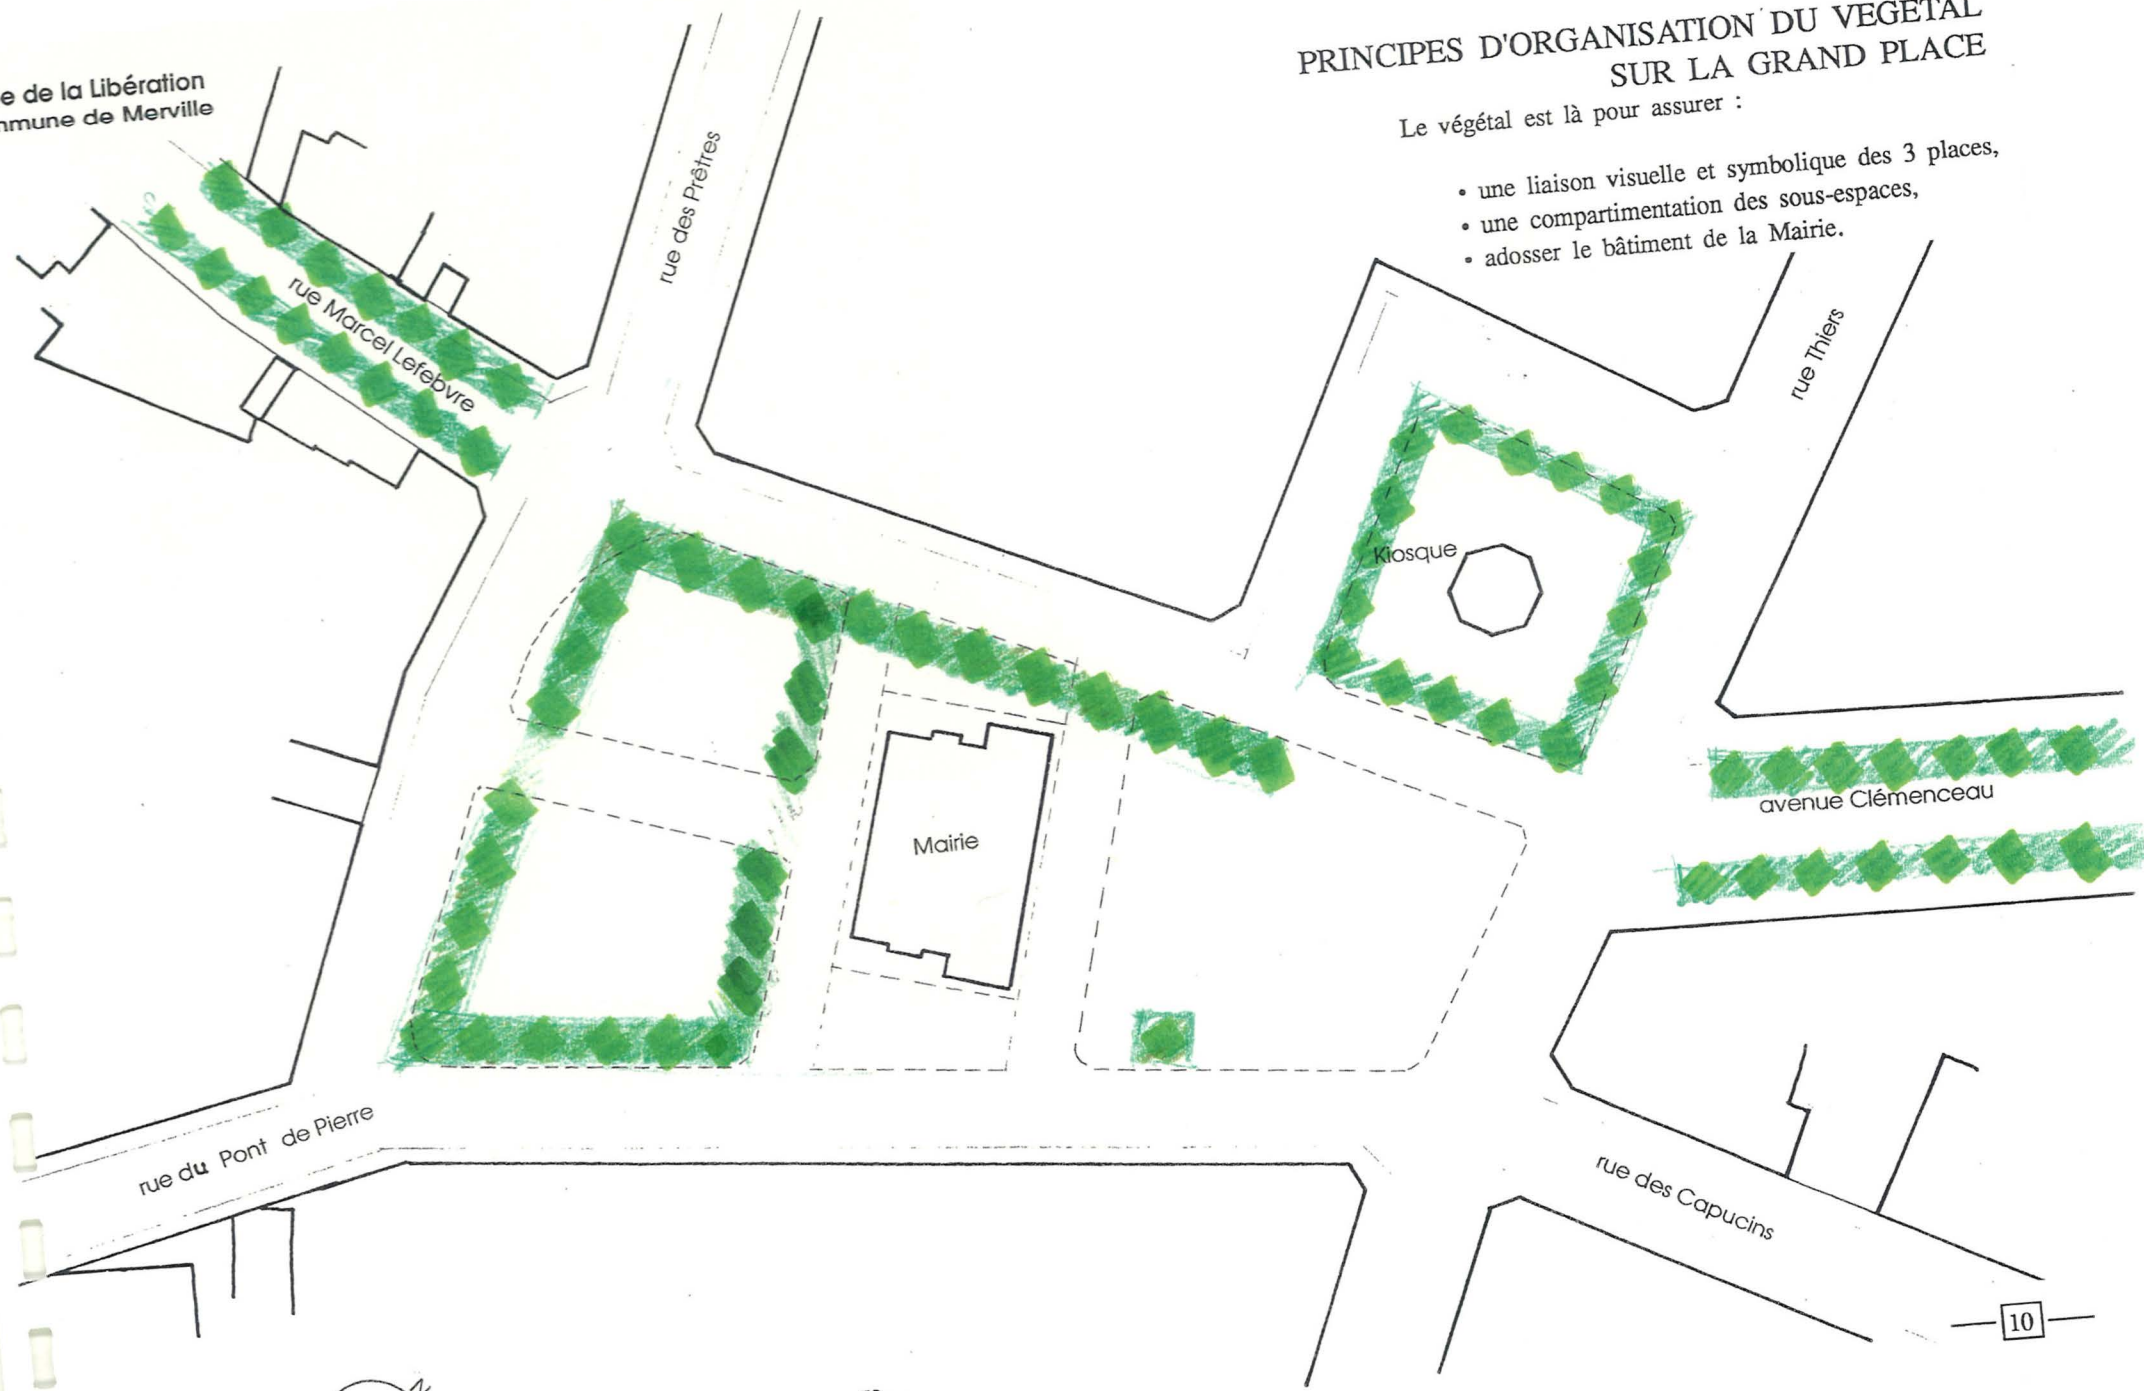 PRINCIPES D'ORGANISATION DU VEGETAL
SUR LA GRAND PLACE
de la Libération
de Merville
Le végétal est là pour assurer :
• une liaison visuelle et symbolique des 3 places,
• une compartimentation des sous-espaces,
• adosser le bâtiment de la Mairie.
rue des Prêtres
rue Marcel Lefebvre
rue Thiers
Kiosque
avenue Clémenceau
Mairie
rue du Pont de Pierre
rue des Capucins
10